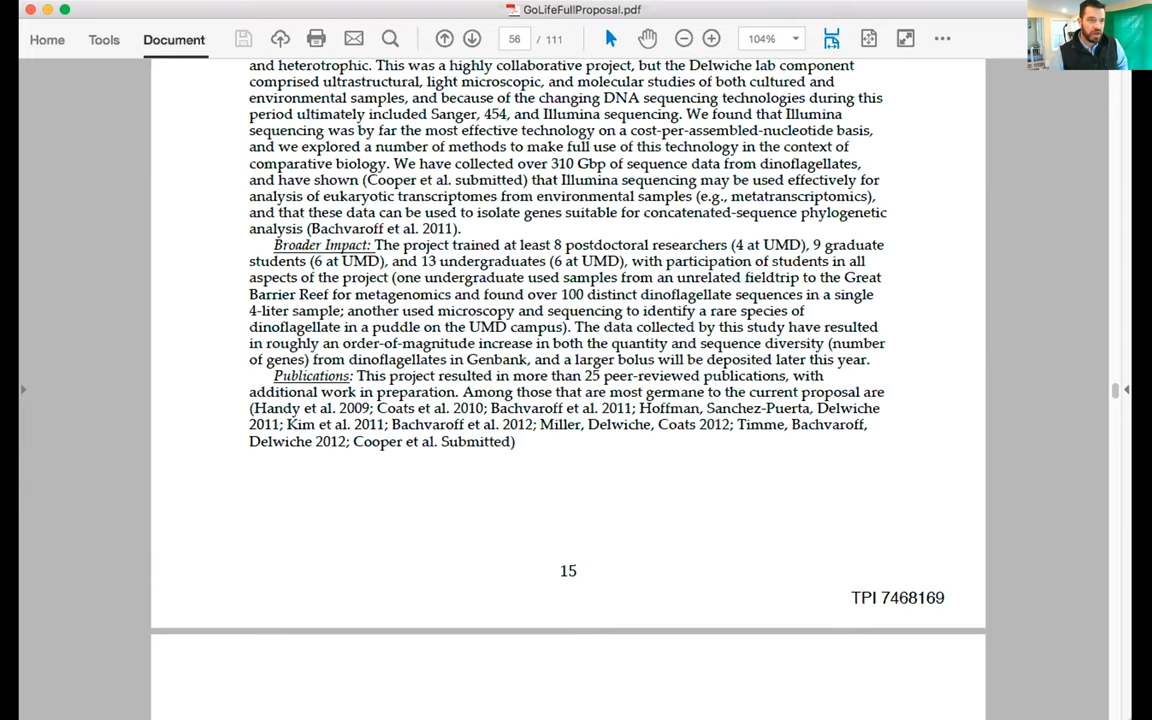 GoLifeFullProposal.pdf
Home Tools Document 56 / 111 104%
and heterotrophic. This was a highly collaborative project, but the Delwiche lab component
comprised ultrastructural, light microscopic, and molecular studies of both cultured and
environmental samples, and because of the changing DNA sequencing technologies during this
period ultimately included Sanger, 454, and Illumina sequencing. We found that Illumina
sequencing was by far the most effective technology on a cost-per-assembled-nucleotide basis,
and we explored a number of methods to make full use of this technology in the context of
comparative biology. We have collected over 310 Gbp of sequence data from dinoflagellates,
and have shown (Cooper et al. submitted) that Illumina sequencing may be used effectively for
analysis of eukaryotic transcriptomes from environmental samples (e.g., metatranscriptomics),
and that these data can be used to isolate genes suitable for concatenated-sequence phylogenetic
analysis (Bachvaroff et al. 2011).
Broader Impact: The project trained at least 8 postdoctoral researchers (4 at UMD), 9 graduate
students (6 at UMD), and 13 undergraduates (6 at UMD), with participation of students in all
aspects of the project (one undergraduate used samples from an unrelated fieldtrip to the Great
Barrier Reef for metagenomics and found over 100 distinct dinoflagellate sequences in a single
4-liter sample; another used microscopy and sequencing to identify a rare species of
dinoflagellate in a puddle on the UMD campus). The data collected by this study have resulted
in roughly an order-of-magnitude increase in both the quantity and sequence diversity (number
of genes) from dinoflagellates in Genbank, and a larger bolus will be deposited later this year.
Publications: This project resulted in more than 25 peer-reviewed publications, with
additional work in preparation. Among those that are most germane to the current proposal are
(Handy et al. 2009; Coats et al. 2010; Bachvaroff et al. 2011; Hoffman, Sanchez-Puerta, Delwiche
2011; Kim et al. 2011; Bachvaroff et al. 2012; Miller, Delwiche, Coats 2012; Timme, Bachvaroff,
Delwiche 2012; Cooper et al. Submitted)
15
TPI 7468169